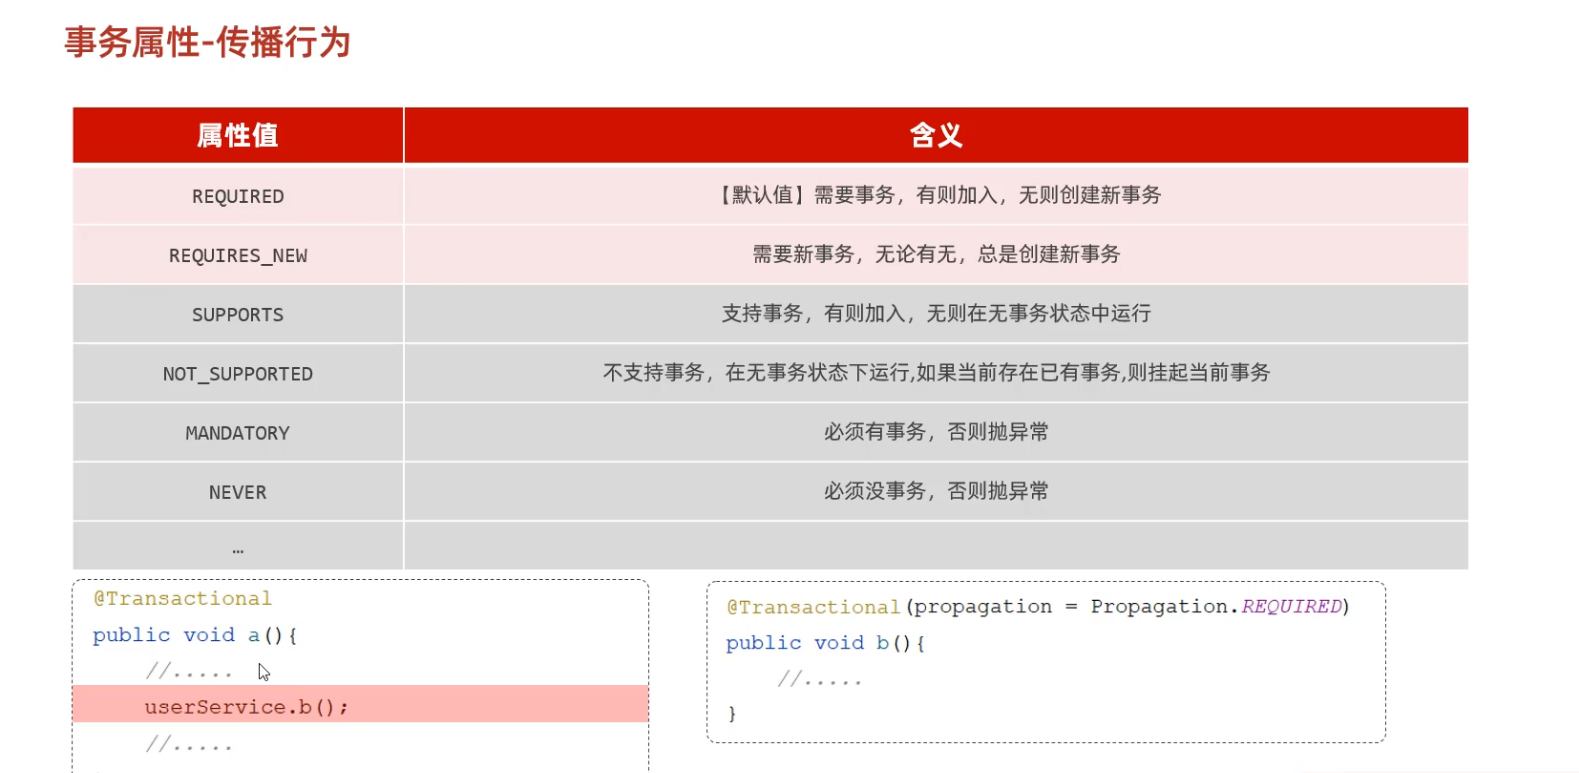 事务属性-传播行为
属性值 含义
REQUIRED 【默认值】需要事务，有则加入，无则创建新事务
REQUIRES_NEW 需要新事务，无论有无，总是创建新事务
SUPPORTS 支持事务，有则加入，无则在无事务状态中运行
NOT_SUPPORTED 不支持事务，在无事务状态下运行,如果当前存在已有事务,则挂起当前事务
MANDATORY 必须有事务，否则抛异常
NEVER 必须没事务，否则抛异常
…
@Transactional
public void a(){
//.....
userService.b();
//.....
@Transactional(propagation = Propagation.REQUIRED)
public void b(){
//.....
}